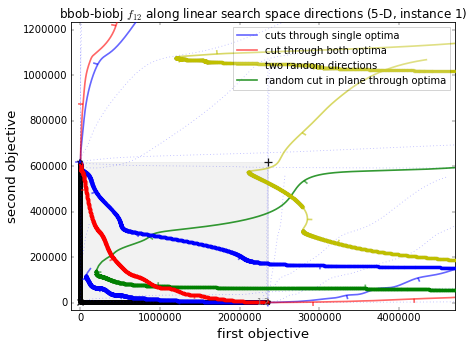 bbob-biobj f12 along linear search space directions (5-D, instance 1)
cuts through single optima
cut through both optima
two random directions
random cut in plane through optima
1200000
1000000
800000
600000
400000
200000
0
second objective
0 1000000 2000000 3000000 4000000
first objective